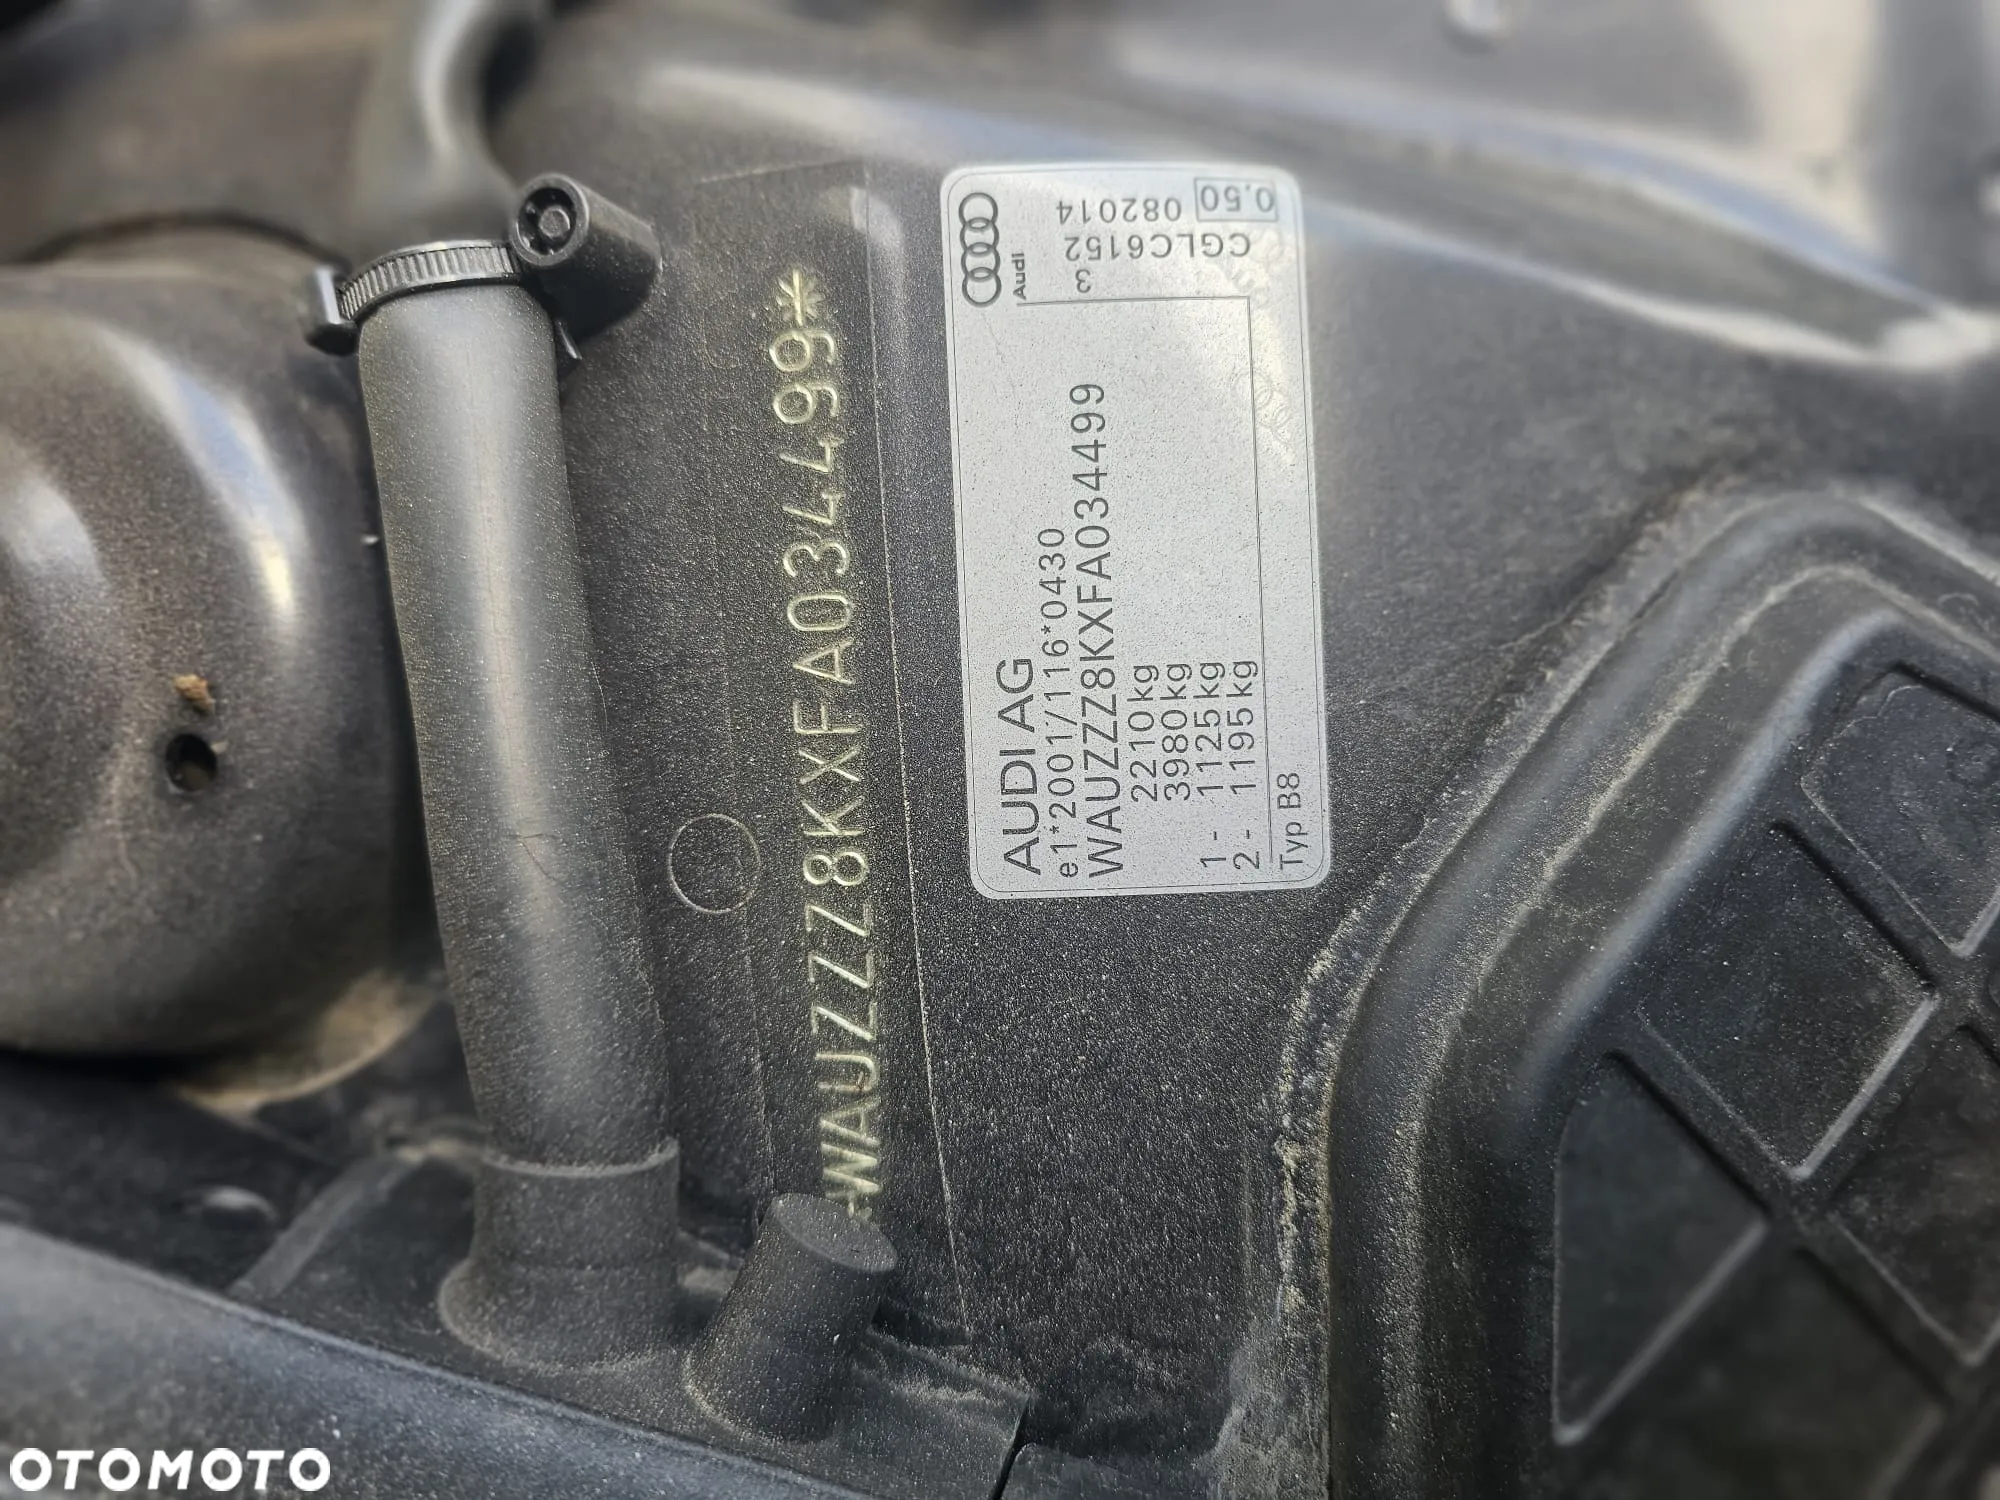 *WAUZZZ8KXFA034499*
AUDI AG
e1*2001/116*0430
WAUZZZ8KXFA034499
2210kg
3980kg
1- 1125kg
2- 1195kg
Typ B8
Audi
3
CGLC6152
082014 0.50
OTOMOTO